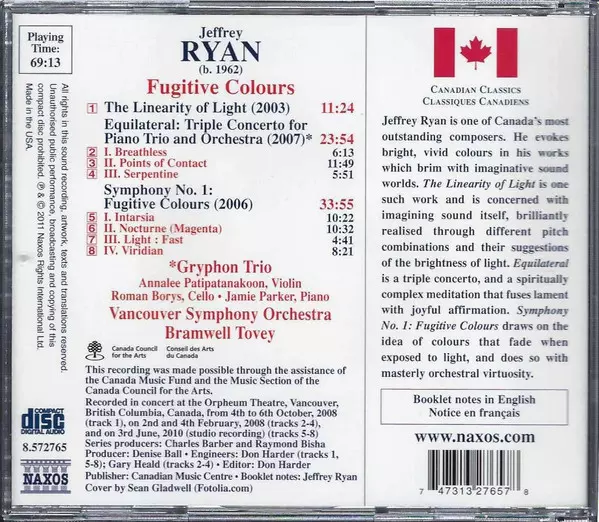 Playing
Time:
69:13
All rights in this sound recording, artwork, texts and translations reserved.
Unauthorised public performance, broadcasting and copying of this
compact disc prohibited. ℗ & © 2011 Naxos Rights International Ltd.
Made in the USA.
COMPACT
disc
DIGITAL AUDIO
8.572765
NAXOS
Jeffrey
RYAN
(b. 1962)
Fugitive Colours
1 The Linearity of Light (2003) 11:24
Equilateral: Triple Concerto for
Piano Trio and Orchestra (2007)* 23:54
2 I. Breathless 6:13
3 II. Points of Contact 11:49
4 III. Serpentine 5:51
Symphony No. 1:
Fugitive Colours (2006) 33:55
5 I. Intarsia 10:22
6 II. Nocturne (Magenta) 10:32
7 III. Light : Fast 4:41
8 IV. Viridian 8:21
*Gryphon Trio
Annalee Patipatanakoon, Violin
Roman Borys, Cello • Jamie Parker, Piano
Vancouver Symphony Orchestra
Bramwell Tovey
Canada Council Conseil des Arts
for the Arts du Canada
This recording was made possible through the assistance of
the Canada Music Fund and the Music Section of the
Canada Council for the Arts.
Recorded in concert at the Orpheum Theatre, Vancouver,
British Columbia, Canada, from 4th to 6th October, 2008
(track 1), on 2nd and 4th February, 2008 (tracks 2-4),
and on 3rd June, 2010 (studio recording) (tracks 5-8)
Series producers: Charles Barber and Raymond Bisha
Producer: Denise Ball • Engineers: Don Harder (tracks 1,
5-8); Gary Heald (tracks 2-4) • Editor: Don Harder
Publisher: Canadian Music Centre • Booklet notes: Jeffrey Ryan
Cover by Sean Gladwell (Fotolia.com)
CANADIAN CLASSICS
CLASSIQUES CANADIENS
Jeffrey Ryan is one of Canada's most
outstanding composers. He evokes
bright, vivid colours in his works
which brim with imaginative sound
worlds. The Linearity of Light is one
such work and is concerned with
imagining sound itself, brilliantly
realised through different pitch
combinations and their suggestions
of the brightness of light. Equilateral
is a triple concerto, and a spiritually
complex meditation that fuses lament
with joyful affirmation. Symphony
No. 1: Fugitive Colours draws on the
idea of colours that fade when
exposed to light, and does so with
masterly orchestral virtuosity.
Booklet notes in English
Notice en français
www.naxos.com
7 47313 27657 8